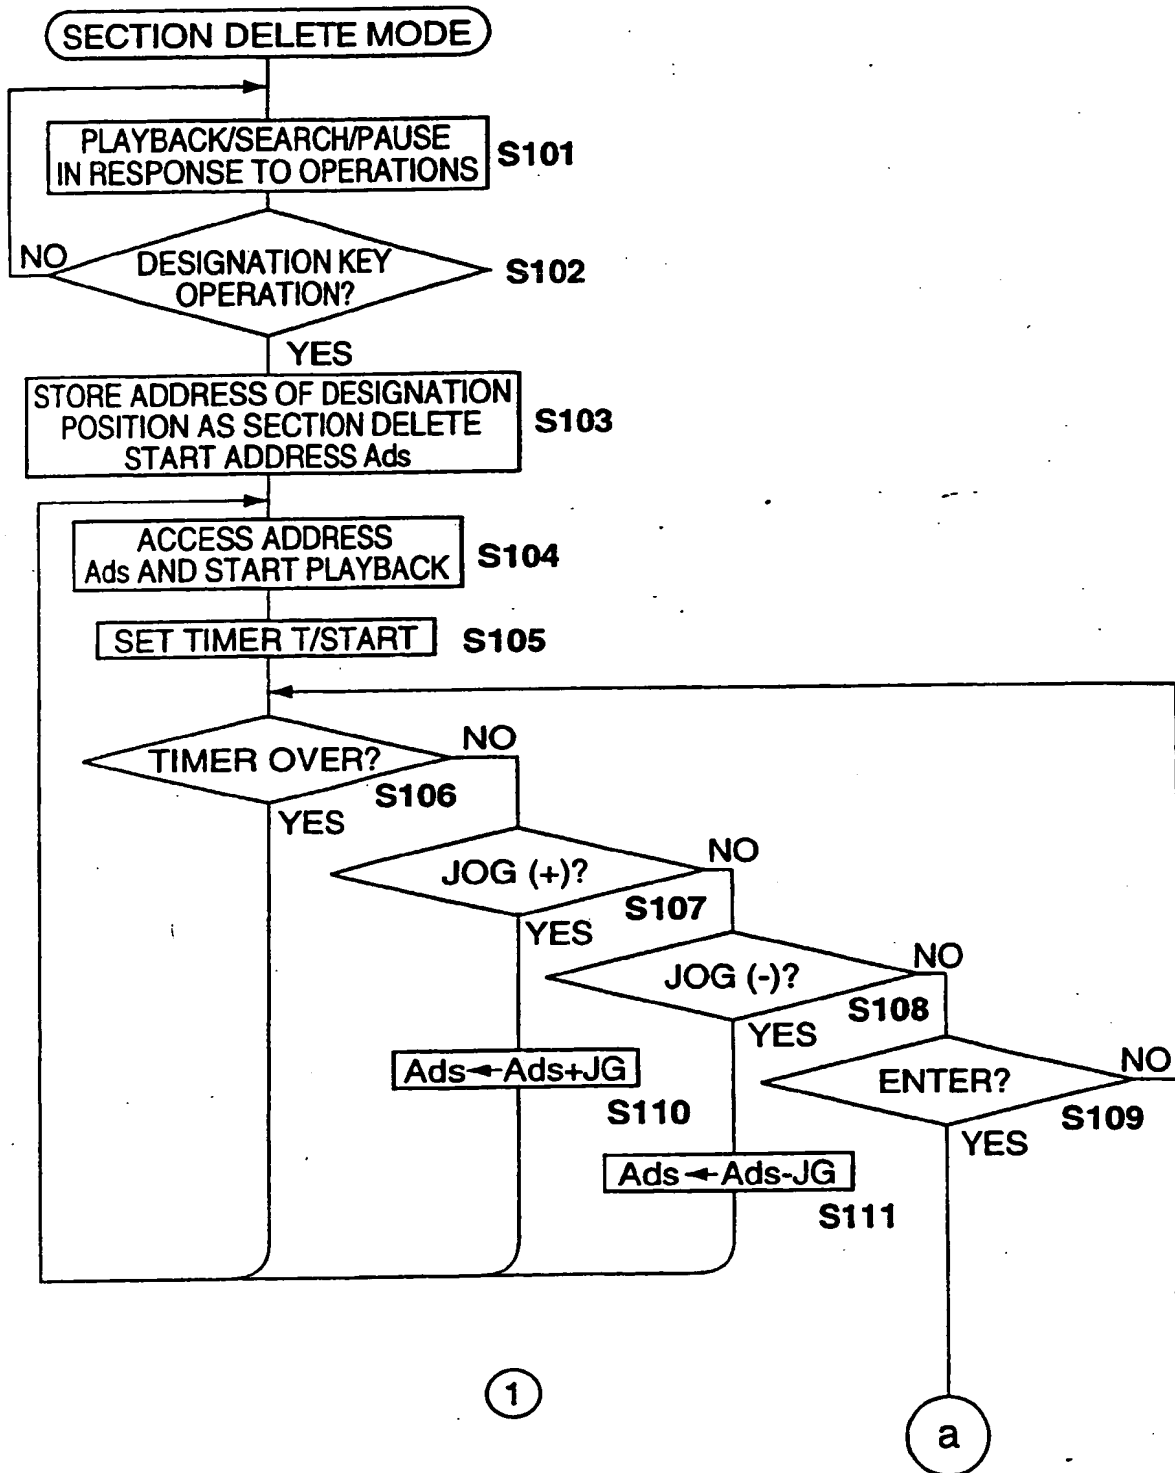 SECTION DELETE MODE
PLAYBACK/SEARCH/PAUSE
IN RESPONSE TO OPERATIONS
S101
NO
DESIGNATION KEY
OPERATION?
S102
YES
STORE ADDRESS OF DESIGNATION
POSITION AS SECTION DELETE
START ADDRESS Ads
S103
ACCESS ADDRESS
Ads AND START PLAYBACK
S104
SET TIMER T/START
S105
TIMER OVER?
NO
S106
YES
JOG (+)?
NO
S107
YES
JOG (-)?
NO
S108
YES
Ads←Ads+JG
S110
ENTER?
NO
S109
YES
Ads←Ads-JG
S111
1
a